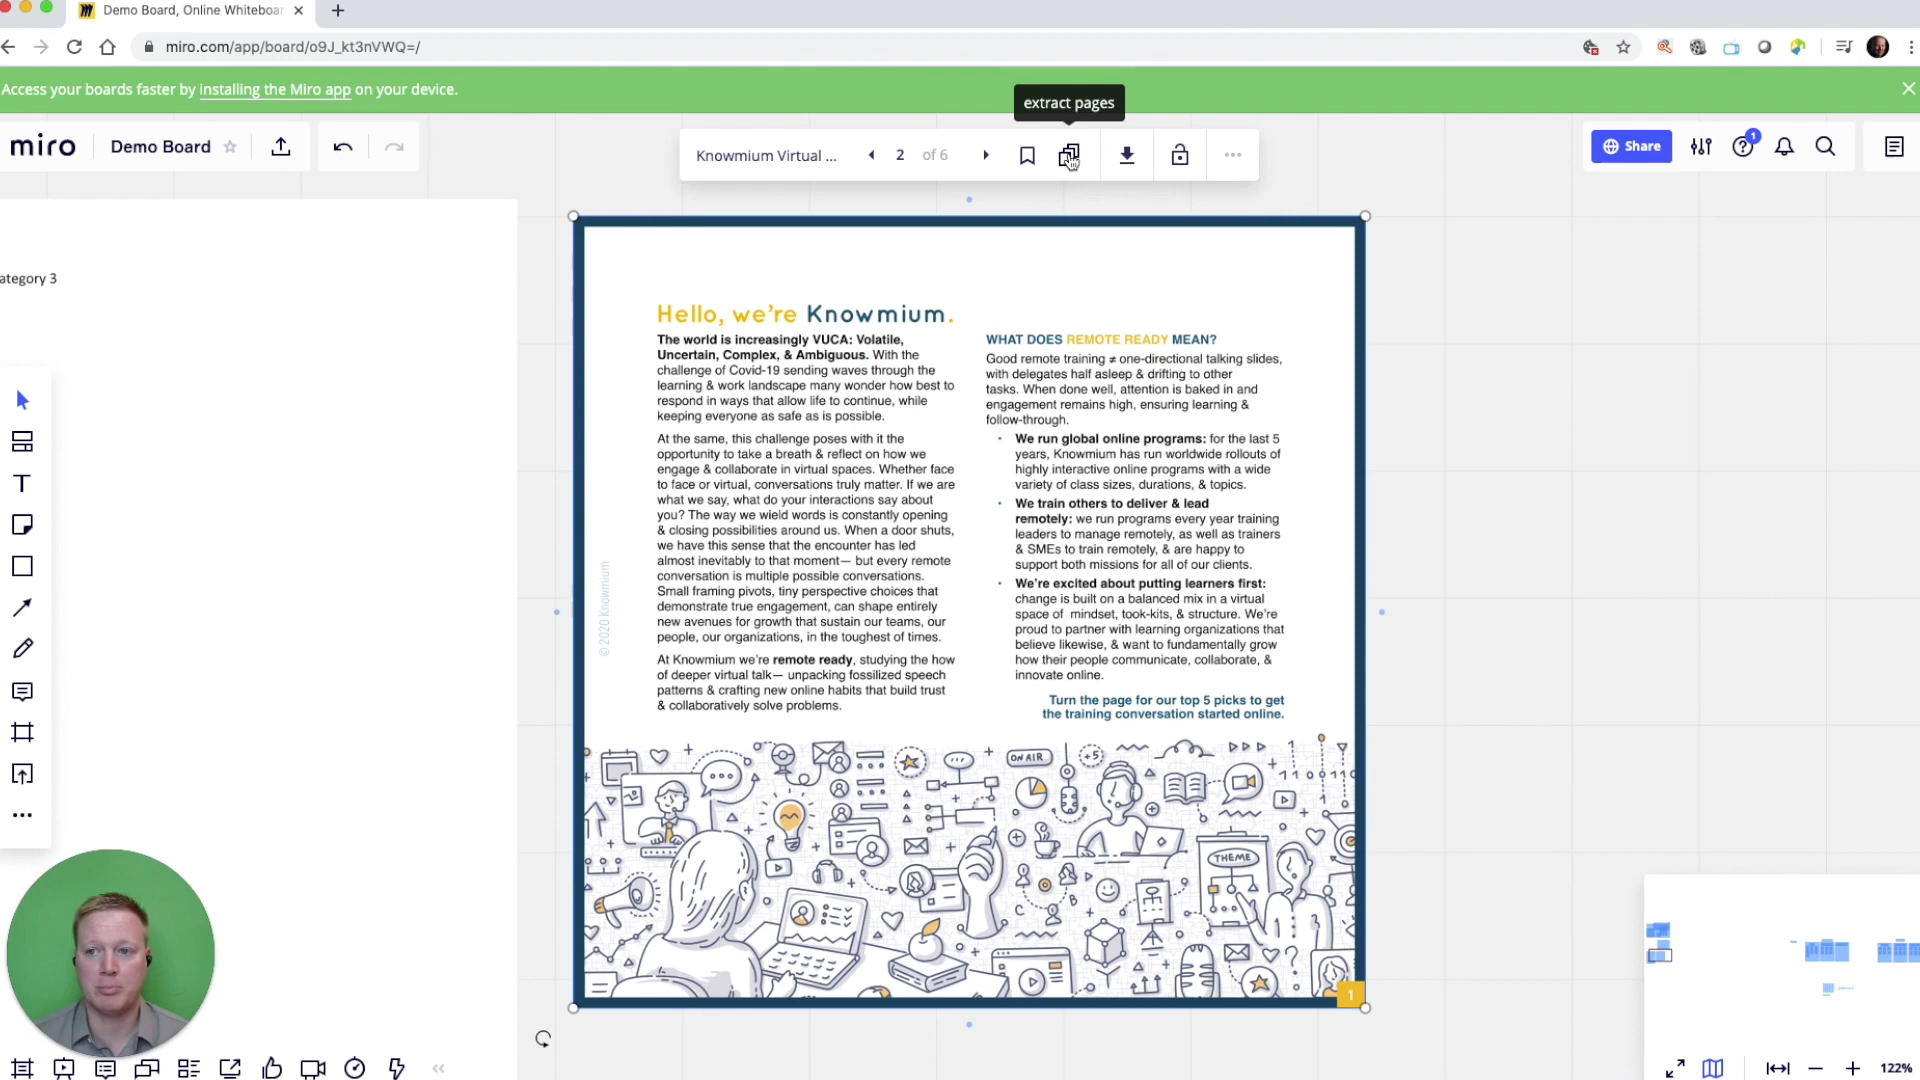 Demo Board, Online Whiteboar
miro.com/app/board/o9J_kt3nVWQ=/
Access your boards faster by installing the Miro app on your device.
extract pages
miro
Demo Board
Knowmium Virtual ...
2 of 6
Share
1
ategory 3
Hello, we're Knowmium.
The world is increasingly VUCA: Volatile,
Uncertain, Complex, & Ambiguous. With the
challenge of Covid-19 sending waves through the
learning & work landscape many wonder how best to
respond in ways that allow life to continue, while
keeping everyone as safe as is possible.
At the same, this challenge poses with it the
opportunity to take a breath & reflect on how we
engage & collaborate in virtual spaces. Whether face
to face or virtual, conversations truly matter. If we are
what we say, what do your interactions say about
you? The way we wield words is constantly opening
& closing possibilities around us. When a door shuts,
we have this sense that the encounter has led
almost inevitably to that moment— but every remote
conversation is multiple possible conversations.
Small framing pivots, tiny perspective choices that
demonstrate true engagement, can shape entirely
new avenues for growth that sustain our teams, our
people, our organizations, in the toughest of times.
At Knowmium we're remote ready, studying the how
of deeper virtual talk— unpacking fossilized speech
patterns & crafting new online habits that build trust
& collaboratively solve problems.
© 2020 Knowmium
WHAT DOES REMOTE READY MEAN?
Good remote training ≠ one-directional talking slides,
with delegates half asleep & drifting to other
tasks. When done well, attention is baked in and
engagement remains high, ensuring learning &
follow-through.
• We run global online programs: for the last 5
years, Knowmium has run worldwide rollouts of
highly interactive online programs with a wide
variety of class sizes, durations, & topics.
• We train others to deliver & lead
remotely: we run programs every year training
leaders to manage remotely, as well as trainers
& SMEs to train remotely, & are happy to
support both missions for all of our clients.
• We're excited about putting learners first:
change is built on a balanced mix in a virtual
space of mindset, took-kits, & structure. We're
proud to partner with learning organizations that
believe likewise, & want to fundamentally grow
how their people communicate, collaborate, &
innovate online.
Turn the page for our top 5 picks to get
the training conversation started online.
ON AIR
+5
THEME
1
122%